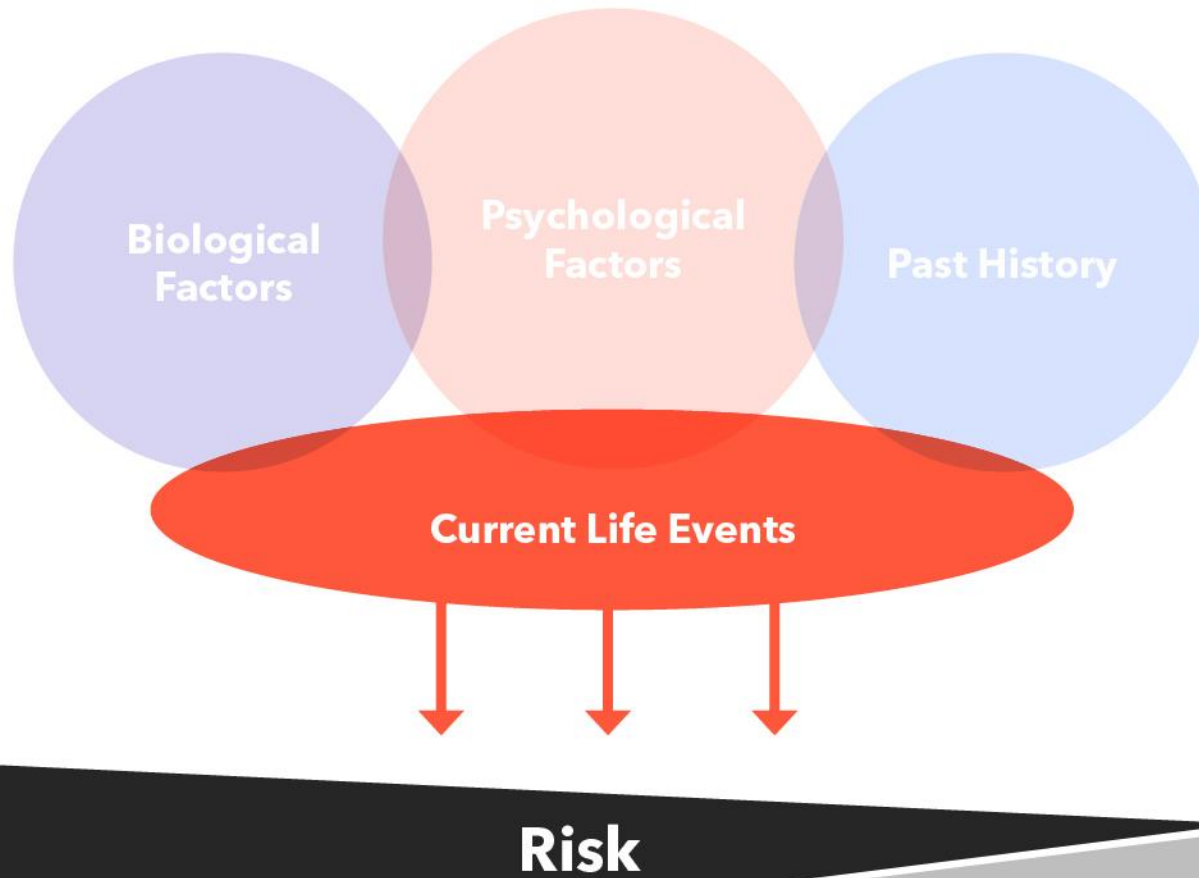 Biological
Factors
Psychological
Factors
Past History
Current Life Events
Risk